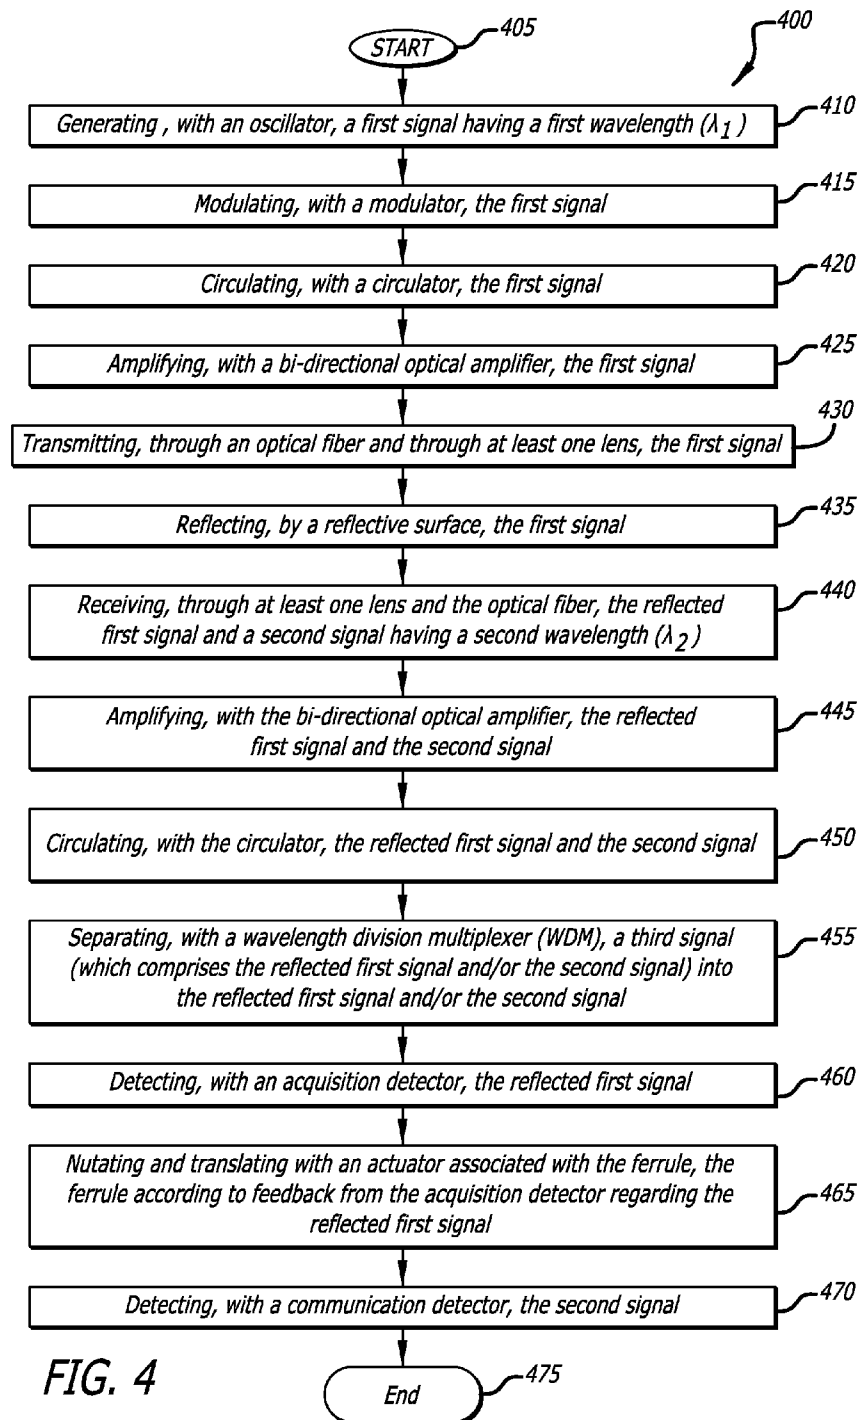 400
START
405
Generating , with an oscillator, a first signal having a first wavelength (λ1)
410
Modulating, with a modulator, the first signal
415
Circulating, with a circulator, the first signal
420
Amplifying, with a bi-directional optical amplifier, the first signal
425
Transmitting, through an optical fiber and through at least one lens, the first signal
430
Reflecting, by a reflective surface, the first signal
435
Receiving, through at least one lens and the optical fiber, the reflected
first signal and a second signal having a second wavelength (λ2)
440
Amplifying, with the bi-directional optical amplifier, the reflected
first signal and the second signal
445
Circulating, with the circulator, the reflected first signal and the second signal
450
Separating, with a wavelength division multiplexer (WDM), a third signal
(which comprises the reflected first signal and/or the second signal) into
the reflected first signal and/or the second signal
455
Detecting, with an acquisition detector, the reflected first signal
460
Nutating and translating with an actuator associated with the ferrule, the
ferrule according to feedback from the acquisition detector regarding the
reflected first signal
465
Detecting, with a communication detector, the second signal
470
End
475
FIG. 4